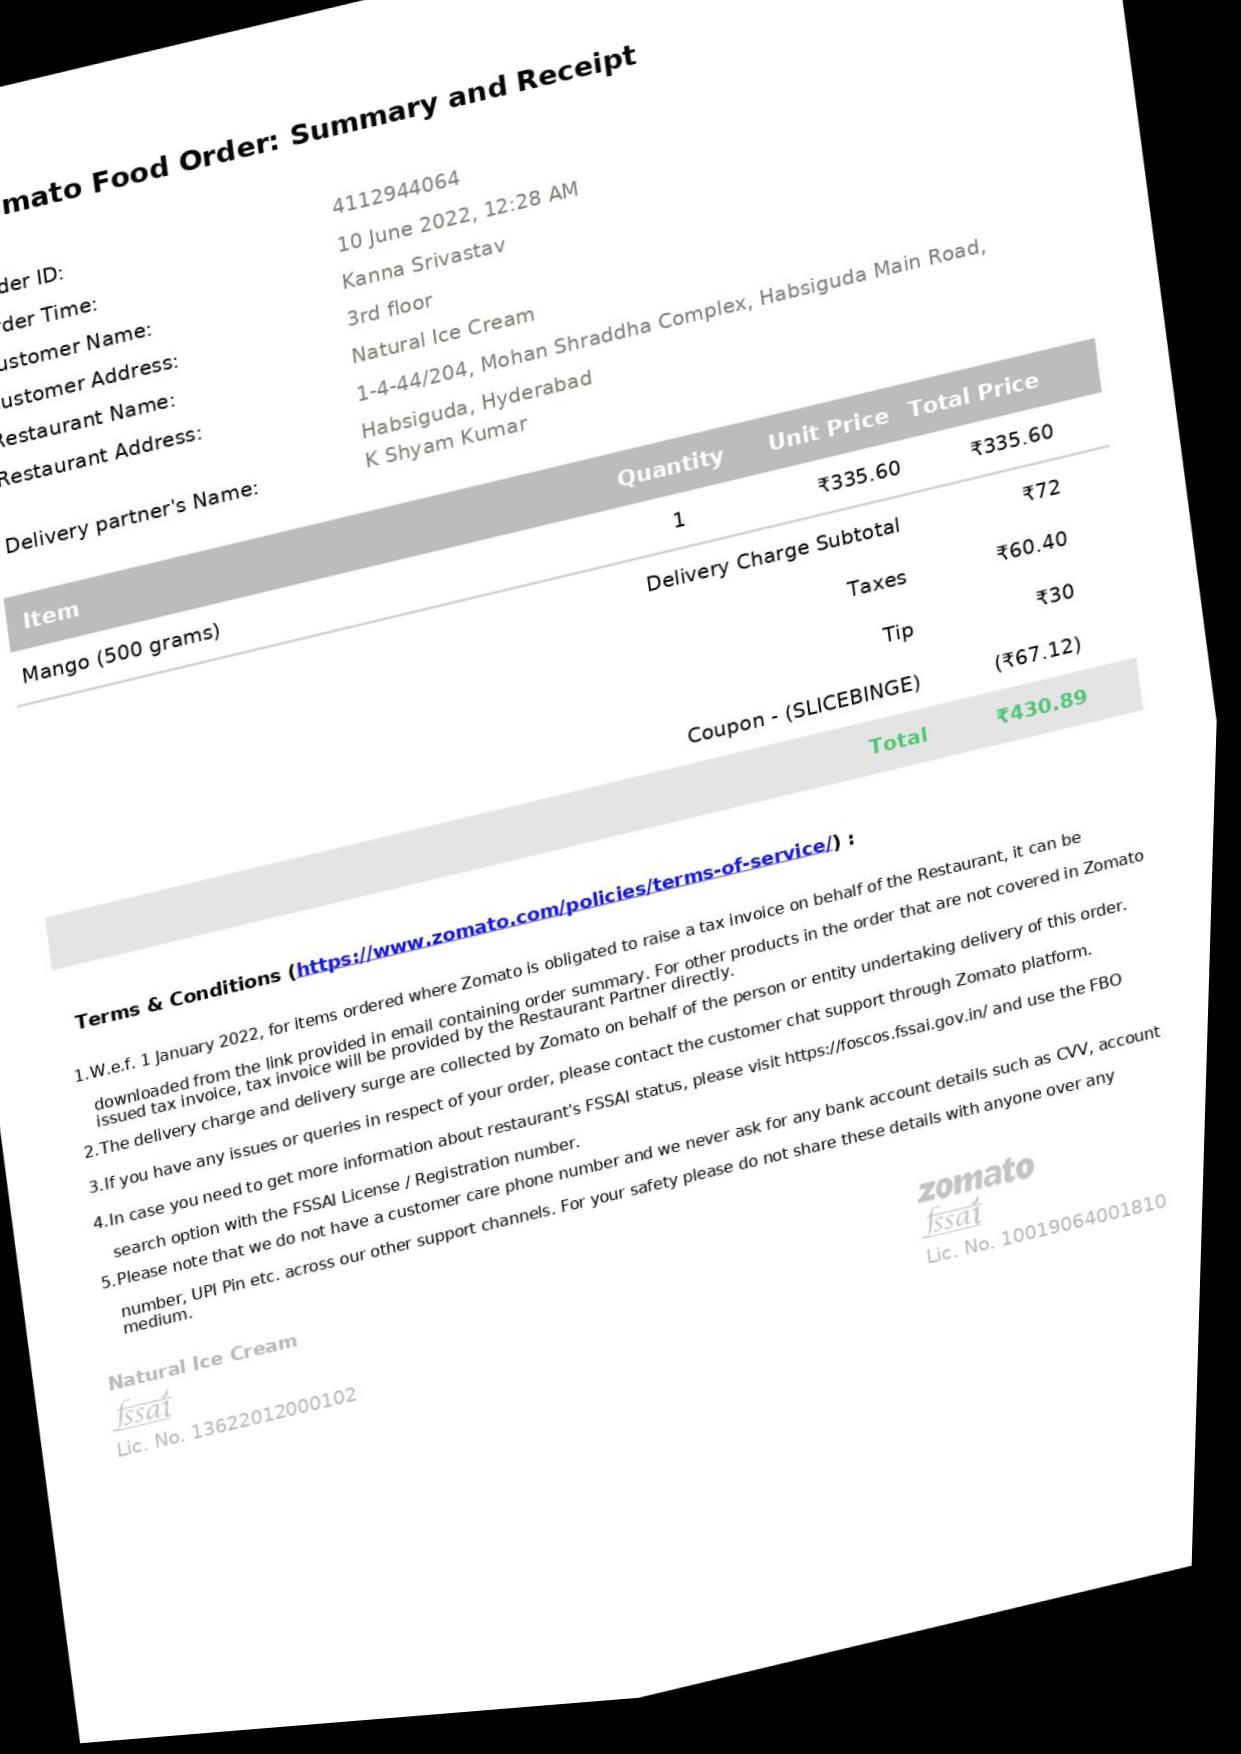 mato Food Order: Summary and Receipt
der ID: 4112944064
der Time: 10 June 2022, 12:28 AM
ustomer Name: Kanna Srivastav
ustomer Address: 3rd floor
Restaurant Name: Natural Ice Cream
Restaurant Address: 1-4-44/204, Mohan Shraddha Complex, Habsiguda Main Road,
Habsiguda, Hyderabad
Delivery partner's Name: K Shyam Kumar
Item Quantity Unit Price Total Price
Mango (500 grams) 1 ₹335.60 ₹335.60
Delivery Charge Subtotal ₹72
Taxes ₹60.40
Tip ₹30
Coupon - (SLICEBINGE) (₹67.12)
Total ₹430.89
Terms & Conditions (https://www.zomato.com/policies/terms-of-service/) :
1.W.e.f. 1 January 2022, for items ordered where Zomato is obligated to raise a tax invoice on behalf of the Restaurant, it can be
downloaded from the link provided in email containing order summary. For other products in the order that are not covered in Zomato
issued tax invoice, tax invoice will be provided by the Restaurant Partner directly.
2.The delivery charge and delivery surge are collected by Zomato on behalf of the person or entity undertaking delivery of this order.
3.If you have any issues or queries in respect of your order, please contact the customer chat support through Zomato platform.
4.In case you need to get more information about restaurant's FSSAI status, please visit https://foscos.fssai.gov.in/ and use the FBO
search option with the FSSAI License / Registration number.
5.Please note that we do not have a customer care phone number and we never ask for any bank account details such as CVV, account
number, UPI Pin etc. across our other support channels. For your safety please do not share these details with anyone over any
medium.
zomato
fssai
Lic. No. 10019064001810
Natural Ice Cream
fssai
Lic. No. 13622012000102